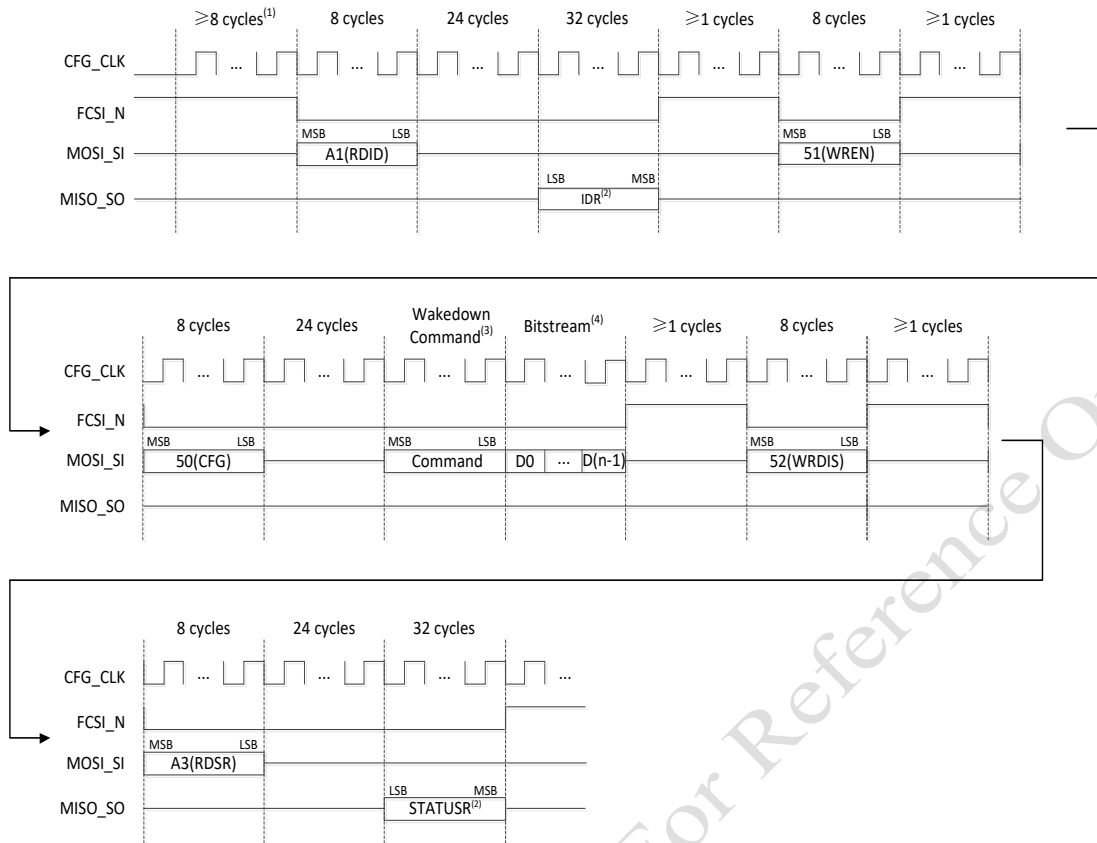 ≥8 cycles(1) 8 cycles 24 cycles 32 cycles ≥1 cycles 8 cycles ≥1 cycles
CFG_CLK ... ... ... ... ... ... ...
FCSI_N
MSB LSB MSB LSB
MOSI_SI A1(RDID) 51(WREN)
LSB MSB
MISO_SO IDR(2)
8 cycles 24 cycles Wakedown Command(3) Bitstream(4) ≥1 cycles 8 cycles ≥1 cycles
CFG_CLK ... ... ... ... ... ... ...
FCSI_N
MSB LSB MSB LSB MSB LSB
MOSI_SI 50(CFG) Command D0 ... D(n-1) 52(WRDIS)
MISO_SO
8 cycles 24 cycles 32 cycles
CFG_CLK ... ... ... ...
FCSI_N
MSB LSB
MOSI_SI A3(RDSR)
LSB MSB
MISO_SO STATUSR(2)
For Reference